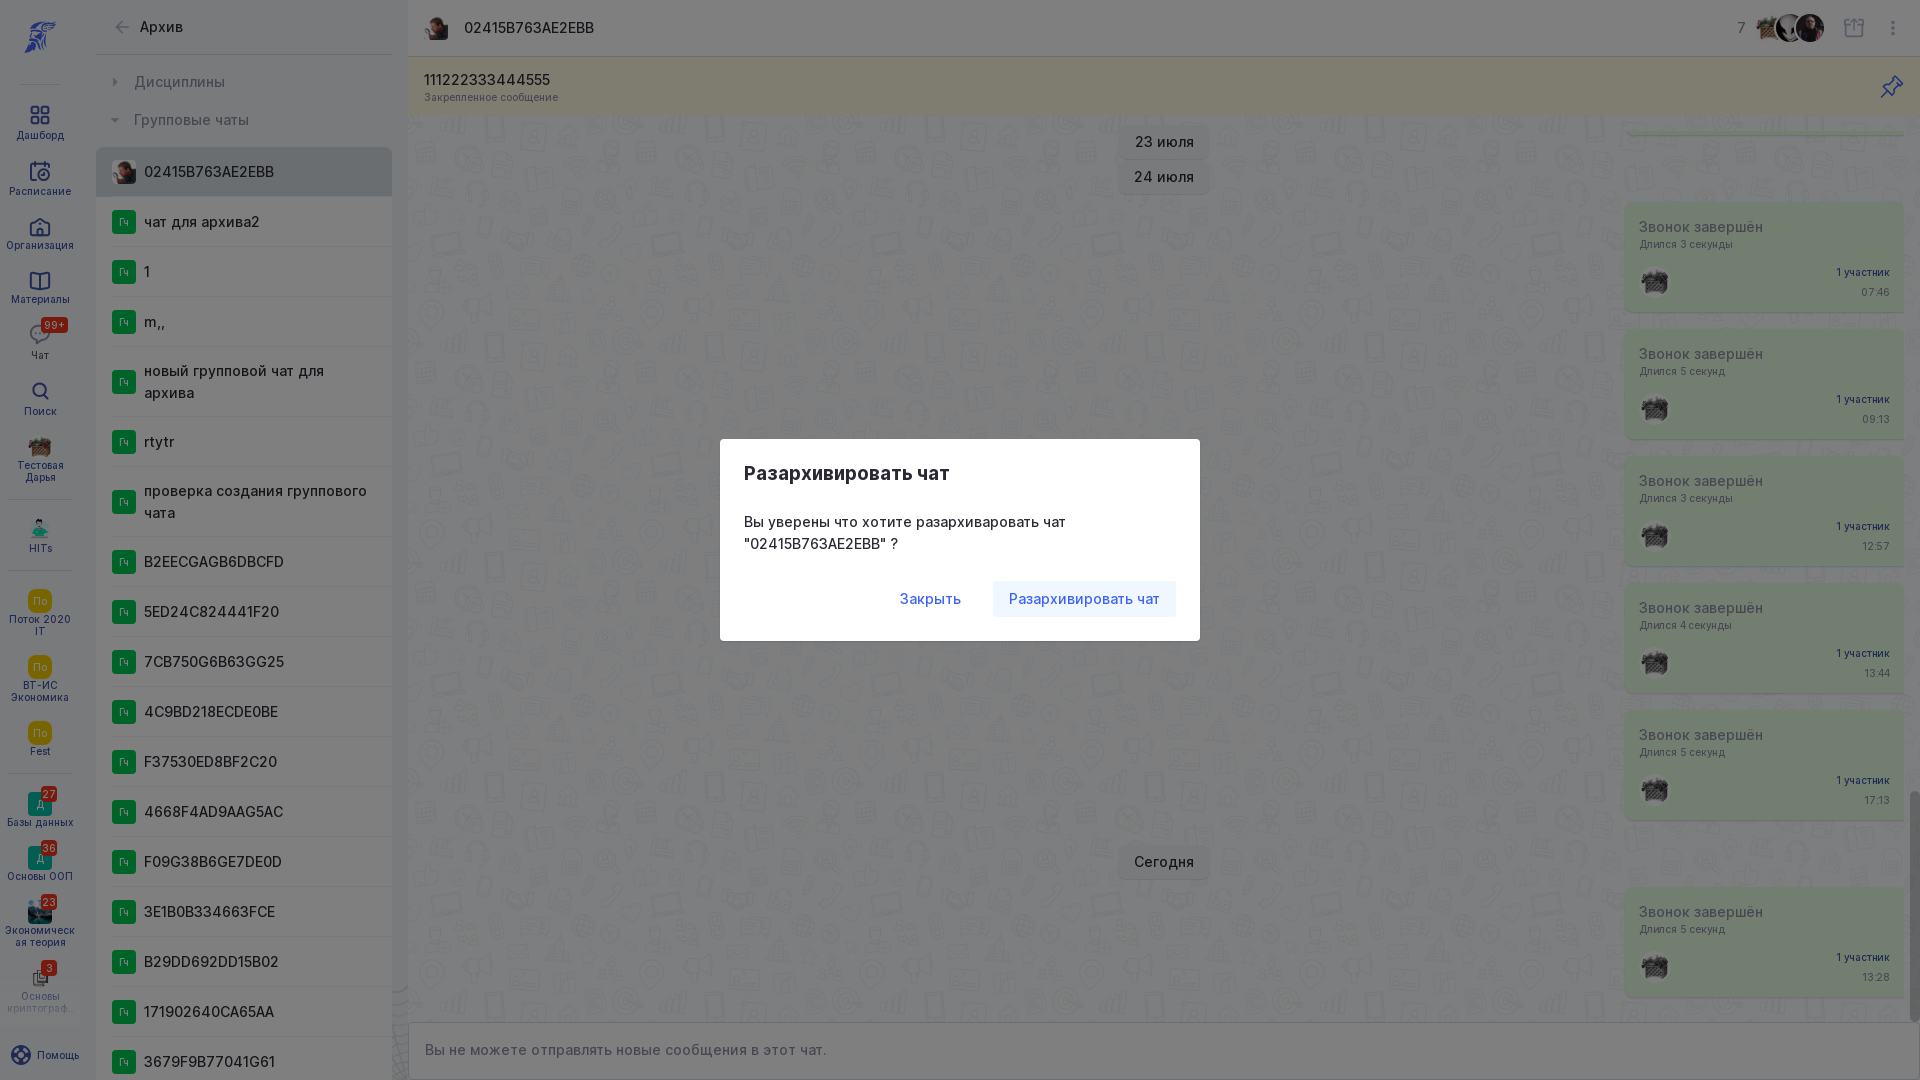 Дашборд
Расписание
Организация
Материалы
99+
Чат
Поиск
Тестовая
Дарья
HITs
По
Поток 2020
IT
По
ВТ-ИС
Экономика
По
Fest
27
Д
Базы данных
36
Д
Основы ООП
23
Экономическ
ая теория
3
Основы
криптограф...
Помощь
Архив
Дисциплины
Групповые чаты
02415B763AE2EBB
Гч
чат для архива2
Гч
1
Гч
m,,
Гч
новый групповой чат для
архива
Гч
rtytr
Гч
проверка создания группового
чата
Гч
B2EECGAGB6DBCFD
Гч
5ED24C824441F20
Гч
7CB750G6B63GG25
Гч
4C9BD218ECDE0BE
Гч
F37530ED8BF2C20
Гч
4668F4AD9AAG5AC
Гч
F09G38B6GE7DE0D
Гч
3E1B0B334663FCE
Гч
B29DD692DD15B02
Гч
171902640CA65AA
Гч
3679F9B77041G61
02415B763AE2EBB
7
111222333444555
Закрепленное сообщение
23 июля
24 июля
Звонок завершён
Длился 3 секунды
1 участник
07:46
Звонок завершён
Длился 5 секунд
1 участник
09:13
Звонок завершён
Длился 3 секунды
1 участник
12:57
Звонок завершён
Длился 4 секунды
1 участник
13:44
Звонок завершён
Длился 5 секунд
1 участник
17:13
Сегодня
Звонок завершён
Длился 5 секунд
1 участник
13:28
Вы не можете отправлять новые сообщения в этот чат.
Разархивировать чат
Вы уверены что хотите разархиваровать чат
"02415B763AE2EBB" ?
Закрыть
Разархивировать чат